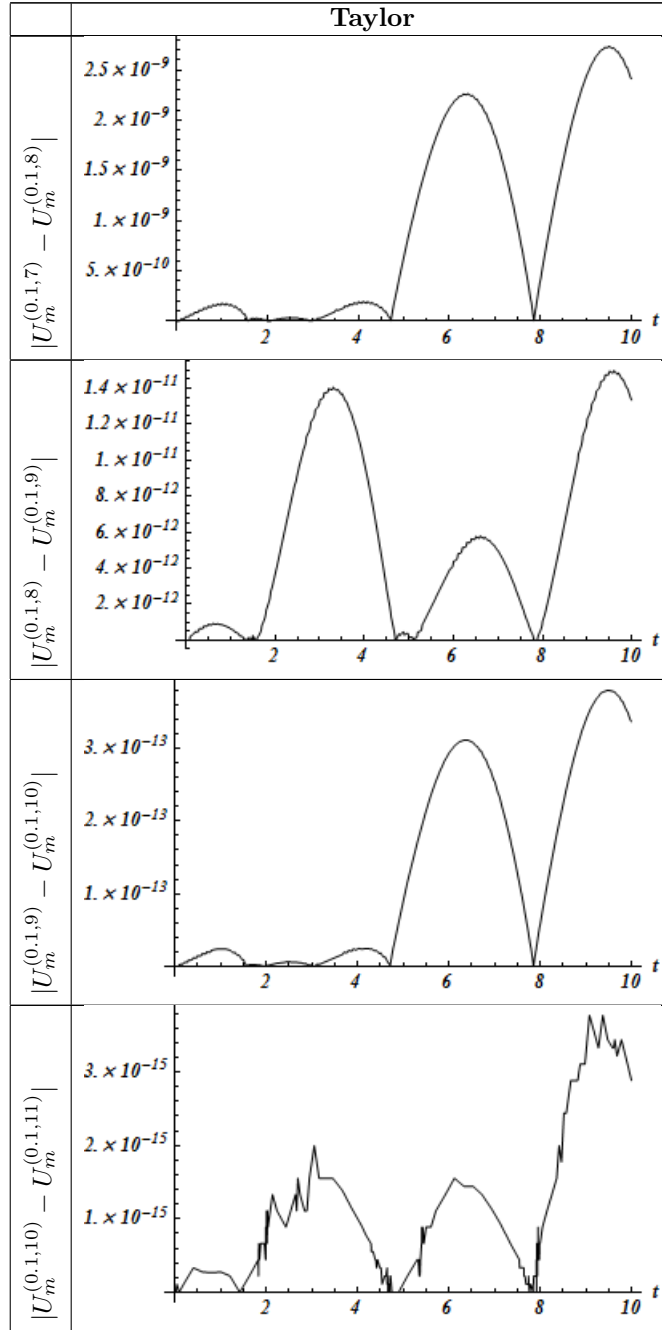 Taylor
|U_m^{(0.1,7)} − U_m^{(0.1,8)}|
2.5 × 10^{-9}
2. × 10^{-9}
1.5 × 10^{-9}
1. × 10^{-9}
5. × 10^{-10}
2 4 6 8 10 t
|U_m^{(0.1,8)} − U_m^{(0.1,9)}|
1.4 × 10^{-11}
1.2 × 10^{-11}
1. × 10^{-11}
8. × 10^{-12}
6. × 10^{-12}
4. × 10^{-12}
2. × 10^{-12}
2 4 6 8 10 t
|U_m^{(0.1,9)} − U_m^{(0.1,10)}|
3. × 10^{-13}
2. × 10^{-13}
1. × 10^{-13}
2 4 6 8 10 t
|U_m^{(0.1,10)} − U_m^{(0.1,11)}|
3. × 10^{-15}
2. × 10^{-15}
1. × 10^{-15}
2 4 6 8 10 t